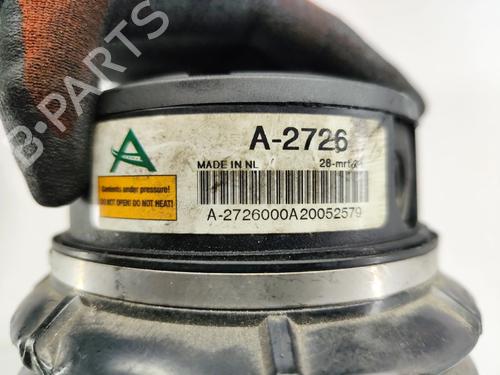 B-PARTS
A
A-2726
MADE IN NL
28-mrt
Contents under pressure!
DO NOT OPEN! DO NOT HEAT!
A-2726000A20052579